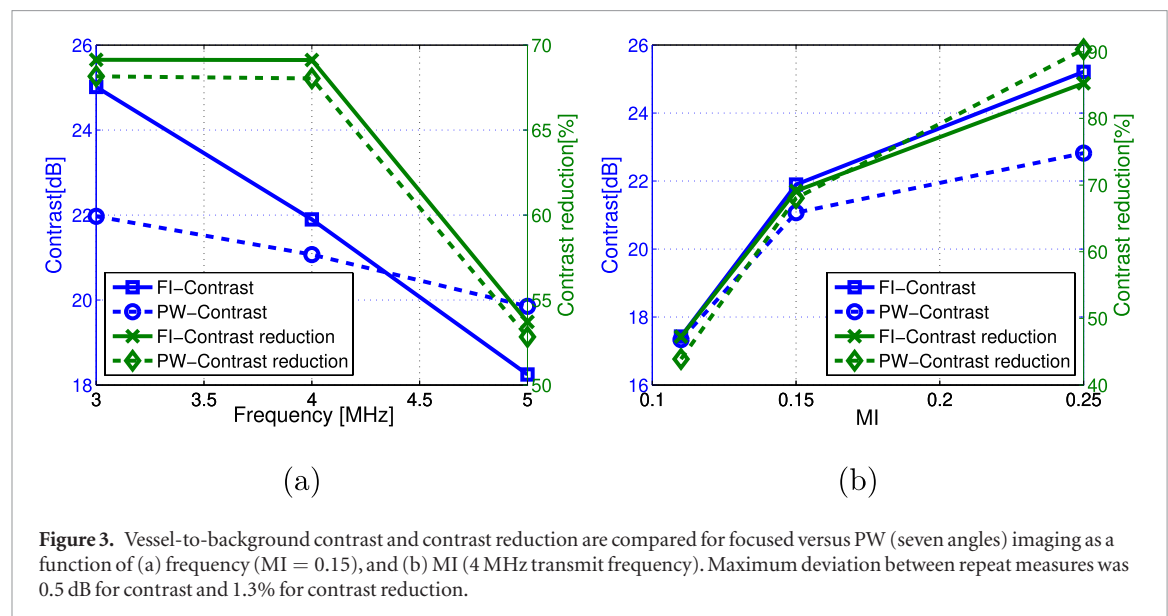 26
24
22
20
18
Contrast[dB]
70
65
60
55
50
Contrast reduction[%]
FI−Contrast
PW−Contrast
FI−Contrast reduction
PW−Contrast reduction
3 3.5 4 4.5 5
Frequency [MHz]
(a)
26
24
22
20
18
16
Contrast[dB]
90
80
70
60
50
40
Contrast reduction[%]
FI−Contrast
PW−Contrast
FI−Contrast reduction
PW−Contrast reduction
0.1 0.15 0.2 0.25
MI
(b)
Figure 3. Vessel-to-background contrast and contrast reduction are compared for focused versus PW (seven angles) imaging as a
function of (a) frequency (MI = 0.15), and (b) MI (4 MHz transmit frequency). Maximum deviation between repeat measures was
0.5 dB for contrast and 1.3% for contrast reduction.